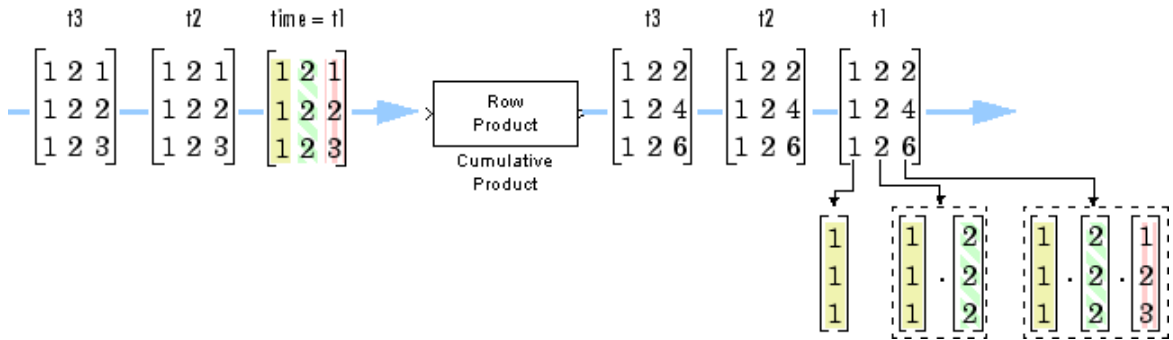 t3 t2 time = t1 t3 t2 t1
1 2 1 1 2 1 1 2 1 1 2 2 1 2 2 1 2 2
1 2 2 1 2 2 1 2 2 Row Product 1 2 4 1 2 4 1 2 4
1 2 3 1 2 3 1 2 3 1 2 6 1 2 6 1 2 6
Cumulative
Product
1 1 2 1 2 1
1 1 . 2 1 . 2 . 2
1 1 2 1 2 3